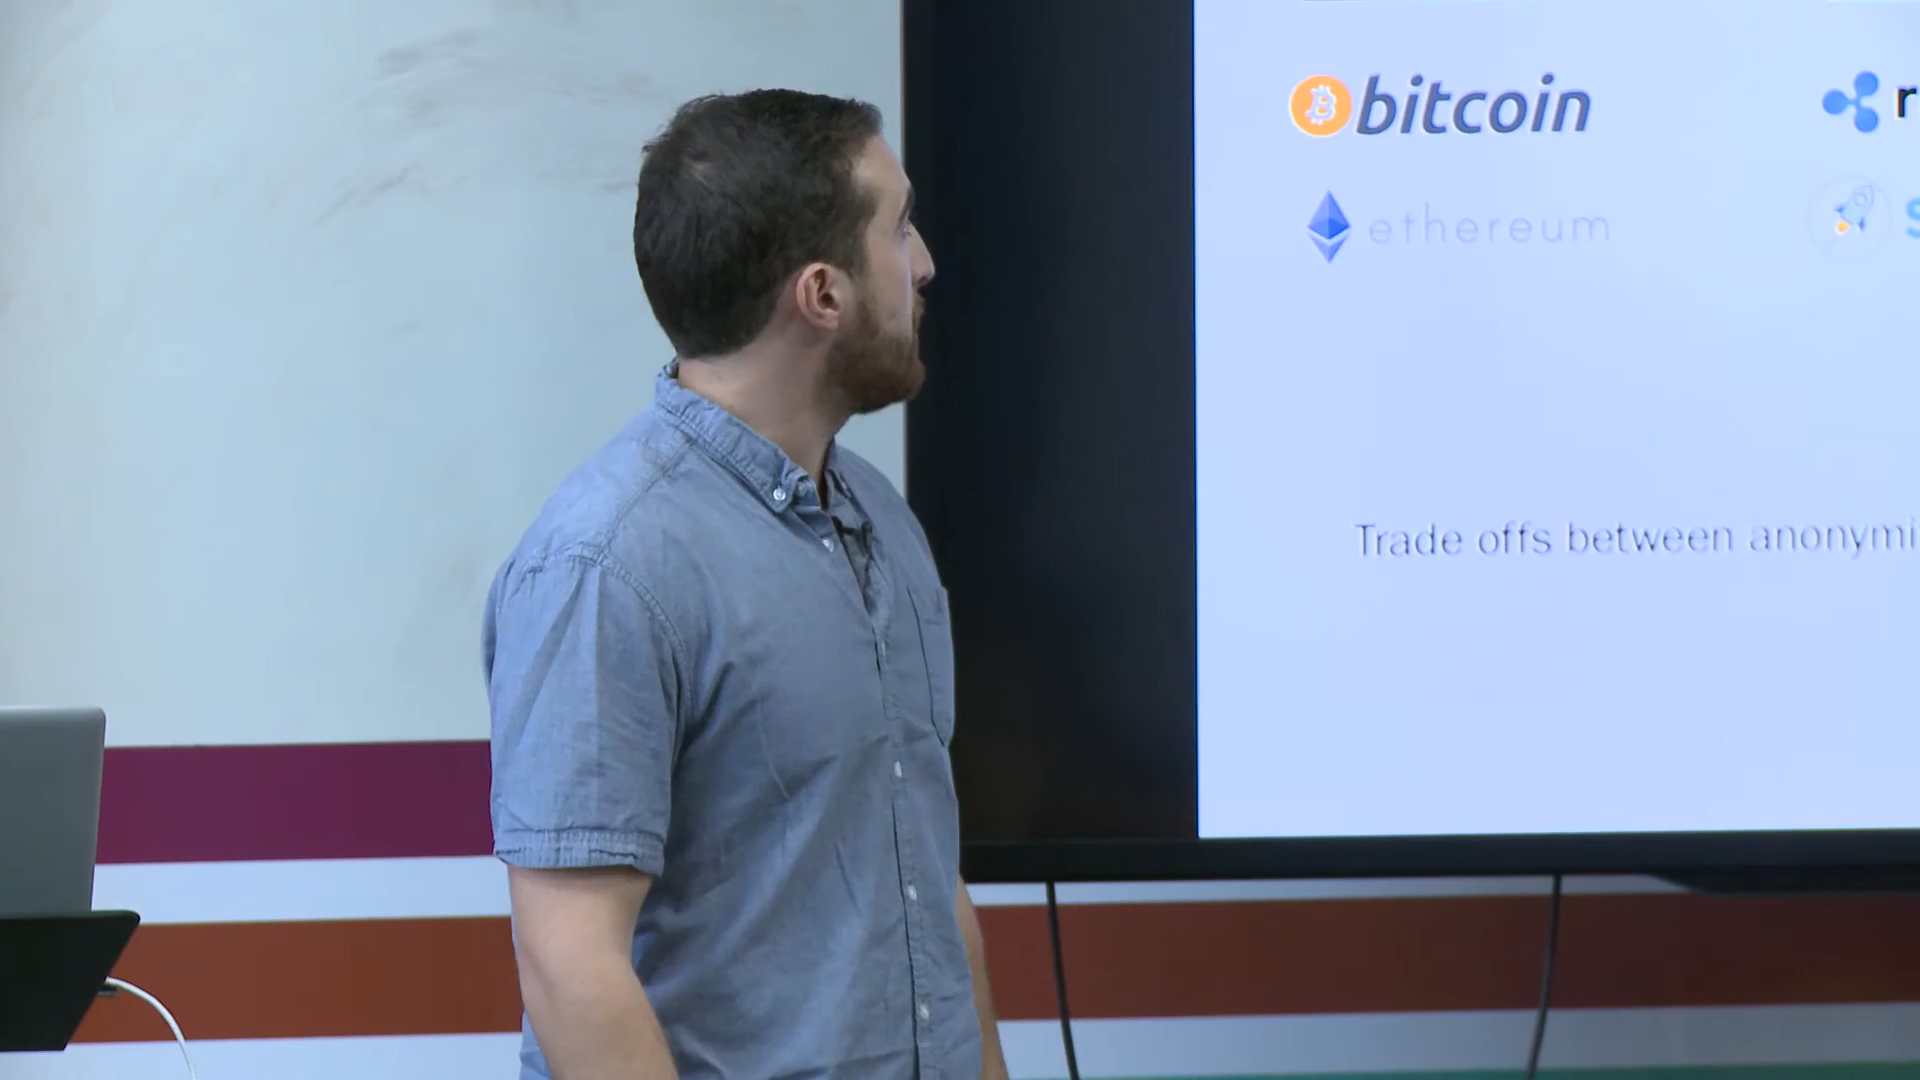 bitcoin
r
ethereum
S
Trade offs between anonymi